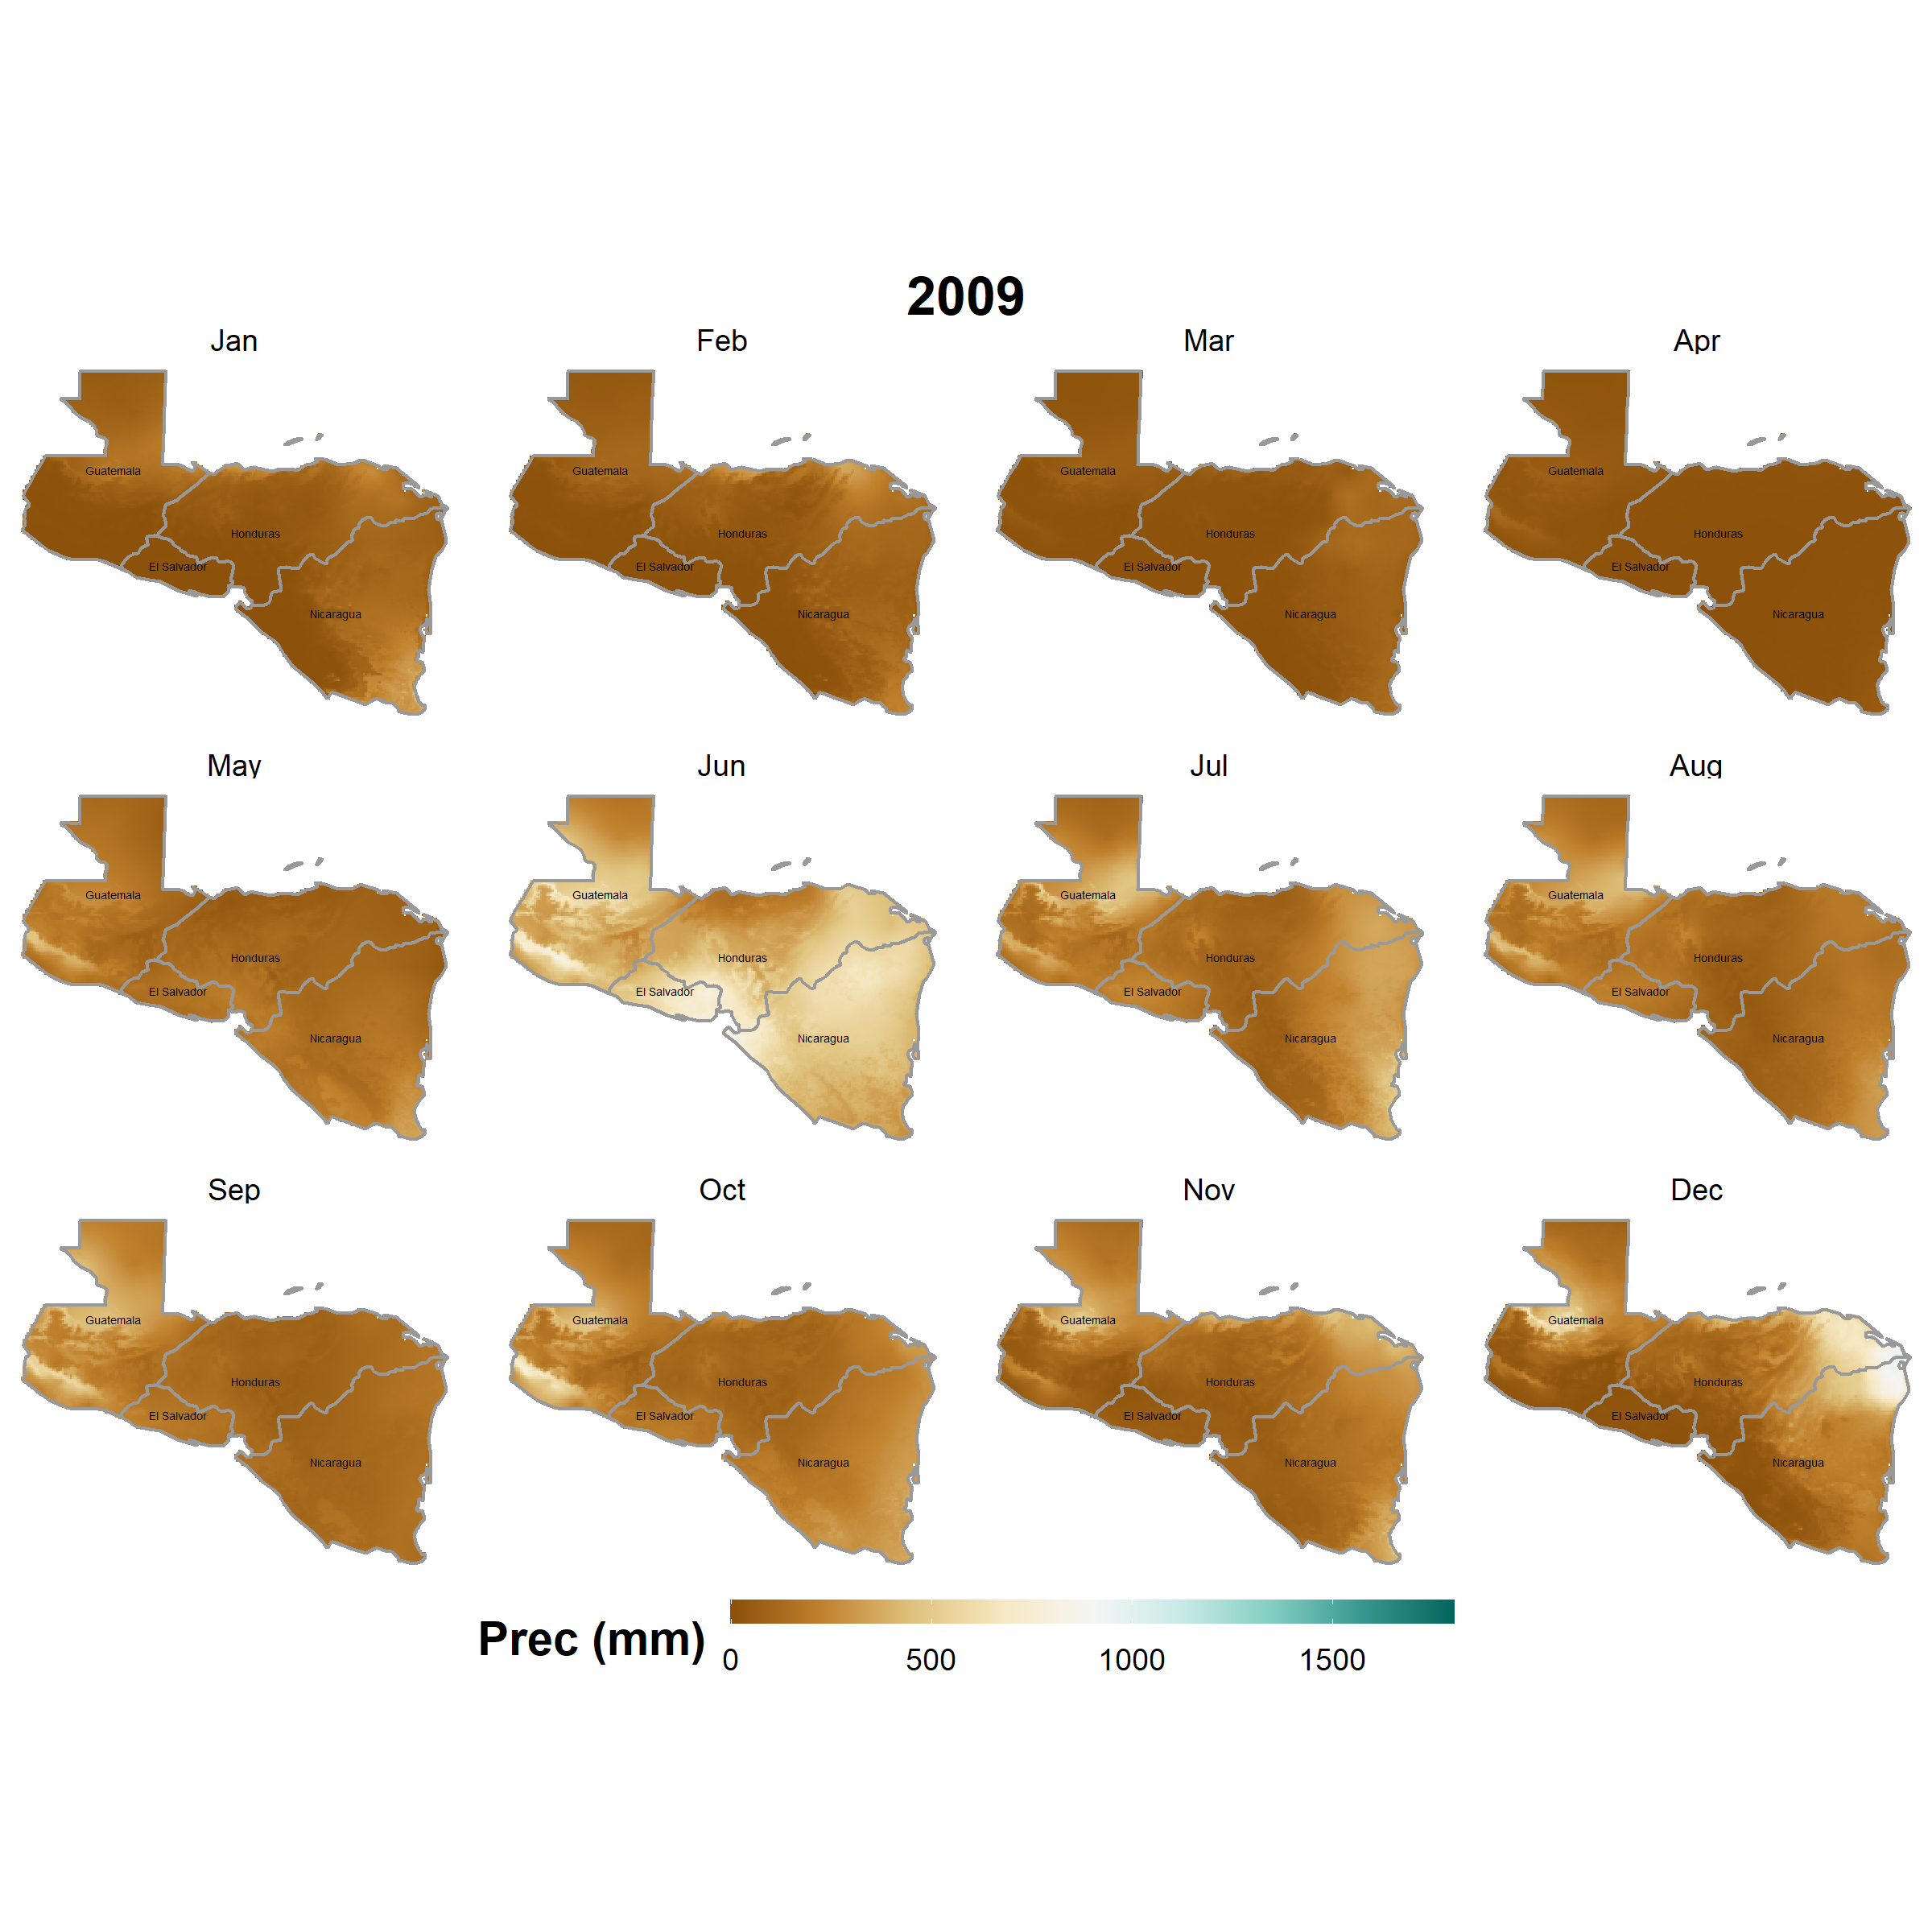 2009
Jan Feb Mar Apr
Guatemala Guatemala Guatemala Guatemala
Honduras Honduras Honduras Honduras
El Salvador El Salvador El Salvador El Salvador
Nicaragua Nicaragua Nicaragua Nicaragua
May Jun Jul Aug
Guatemala Guatemala Guatemala Guatemala
Honduras Honduras Honduras Honduras
El Salvador El Salvador El Salvador El Salvador
Nicaragua Nicaragua Nicaragua Nicaragua
Sep Oct Nov Dec
Guatemala Guatemala Guatemala Guatemala
Honduras Honduras Honduras Honduras
El Salvador El Salvador El Salvador El Salvador
Nicaragua Nicaragua Nicaragua Nicaragua
Prec (mm)
0 500 1000 1500